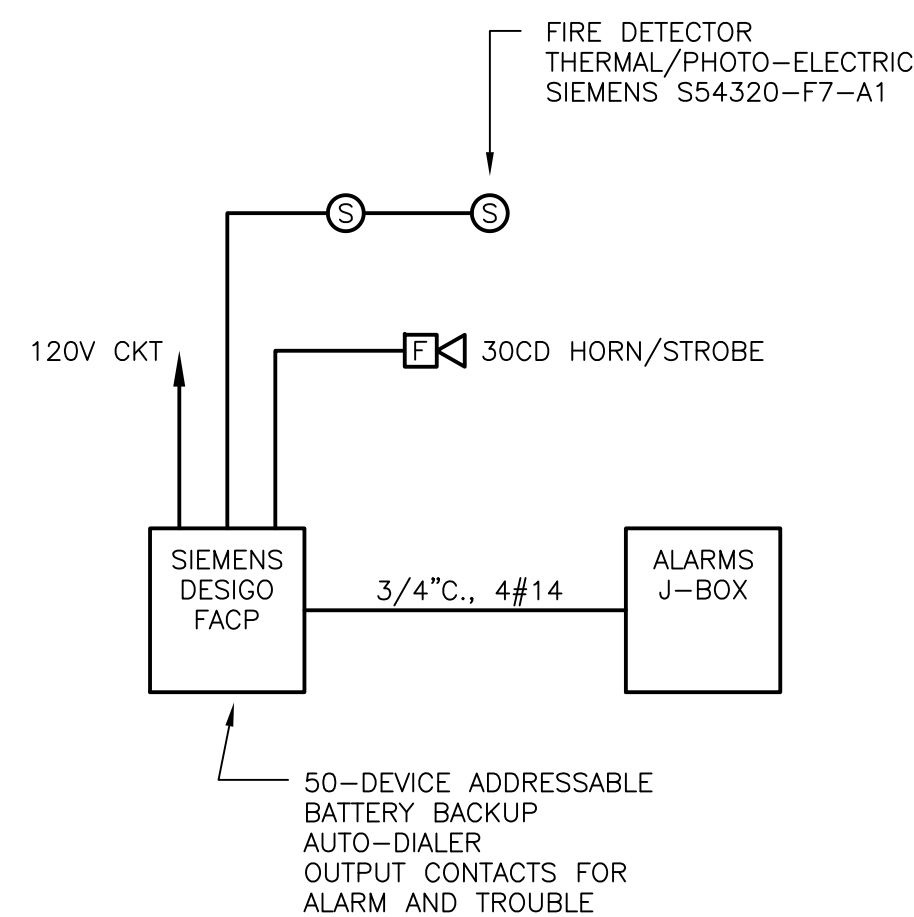 FIRE DETECTOR
THERMAL/PHOTO-ELECTRIC
SIEMENS S54320-F7-A1
S
S
120V CKT
F
30CD HORN/STROBE
SIEMENS
DESIGO
FACP
3/4"C., 4#14
ALARMS
J-BOX
50-DEVICE ADDRESSABLE
BATTERY BACKUP
AUTO-DIALER
OUTPUT CONTACTS FOR
ALARM AND TROUBLE